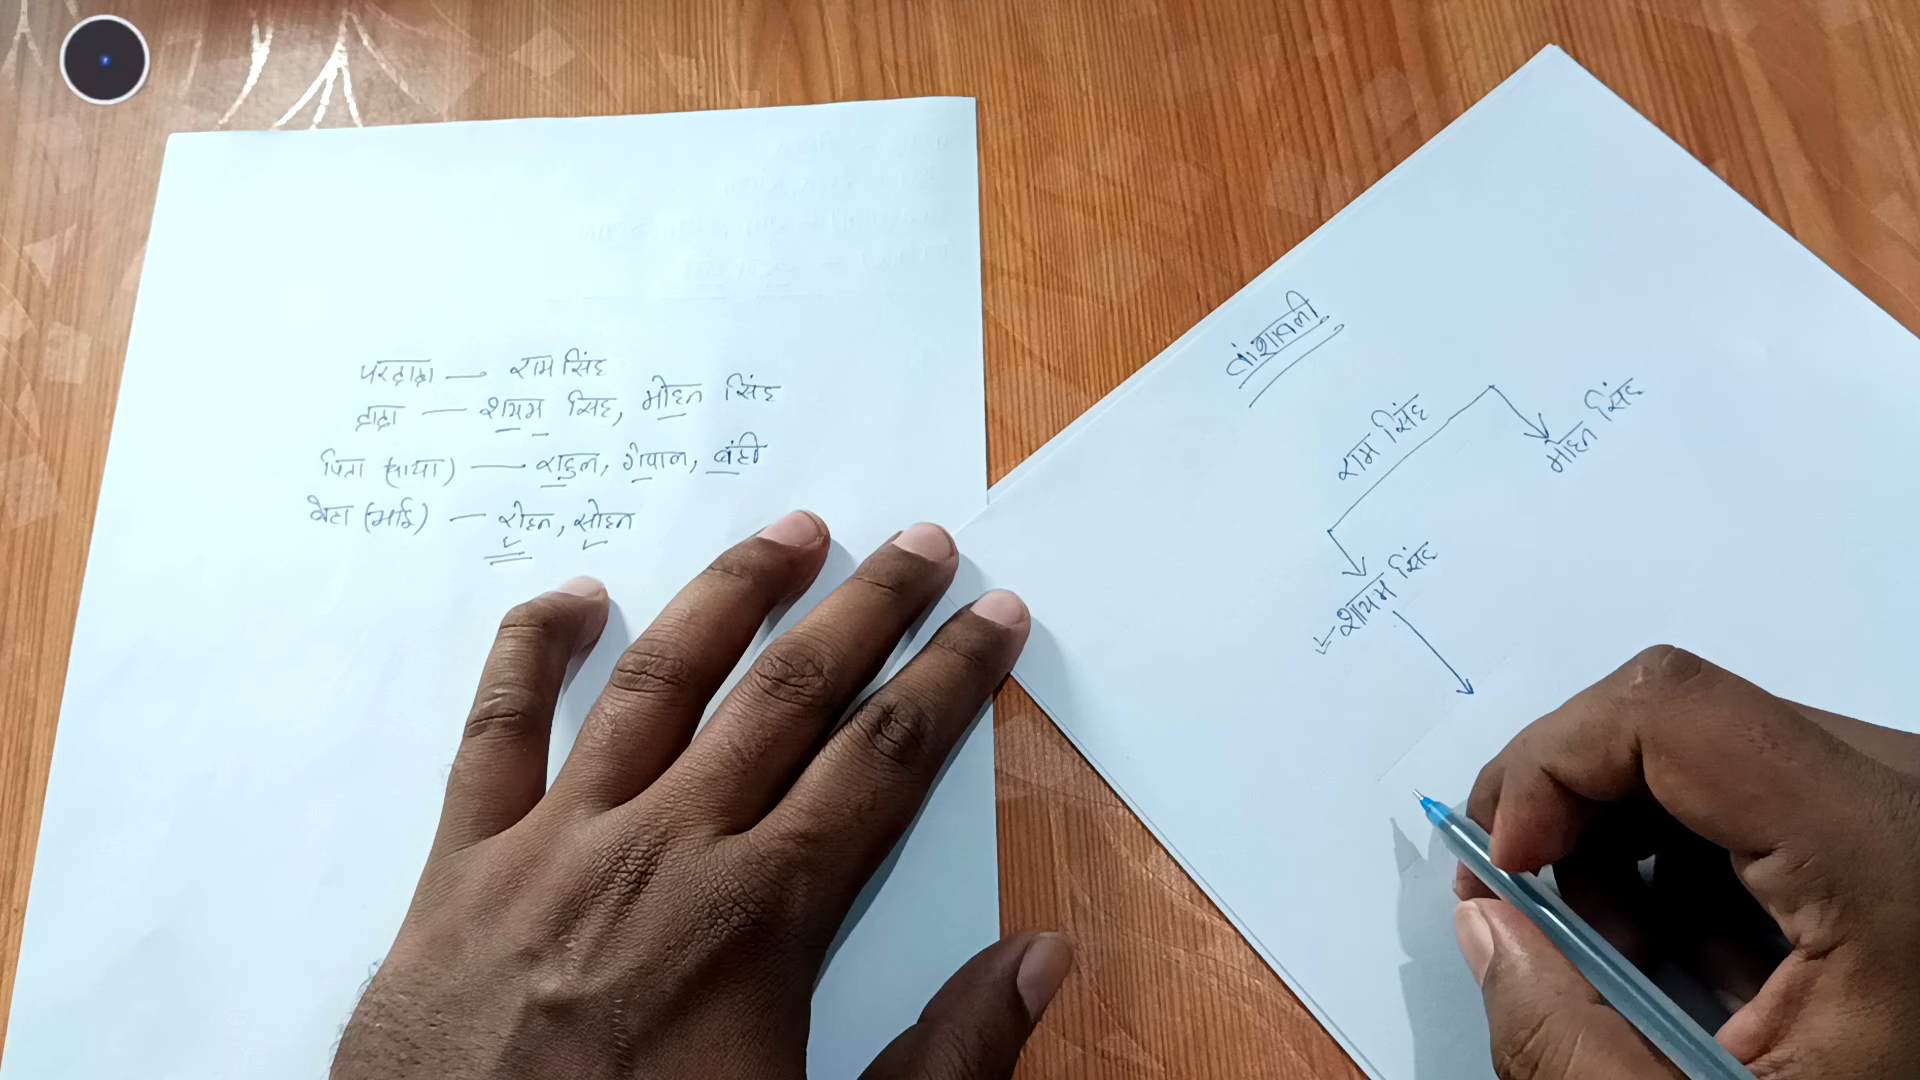 परदादा — राम सिंह
दादा — श्याम सिंह, मोहन सिंह
पिता (चाचा) — राहुल, गोपाल, बंटी
बेटा (भाई) — रोहन, सोहन
वंशावली
राम सिंह
मोहन सिंह
श्याम सिंह